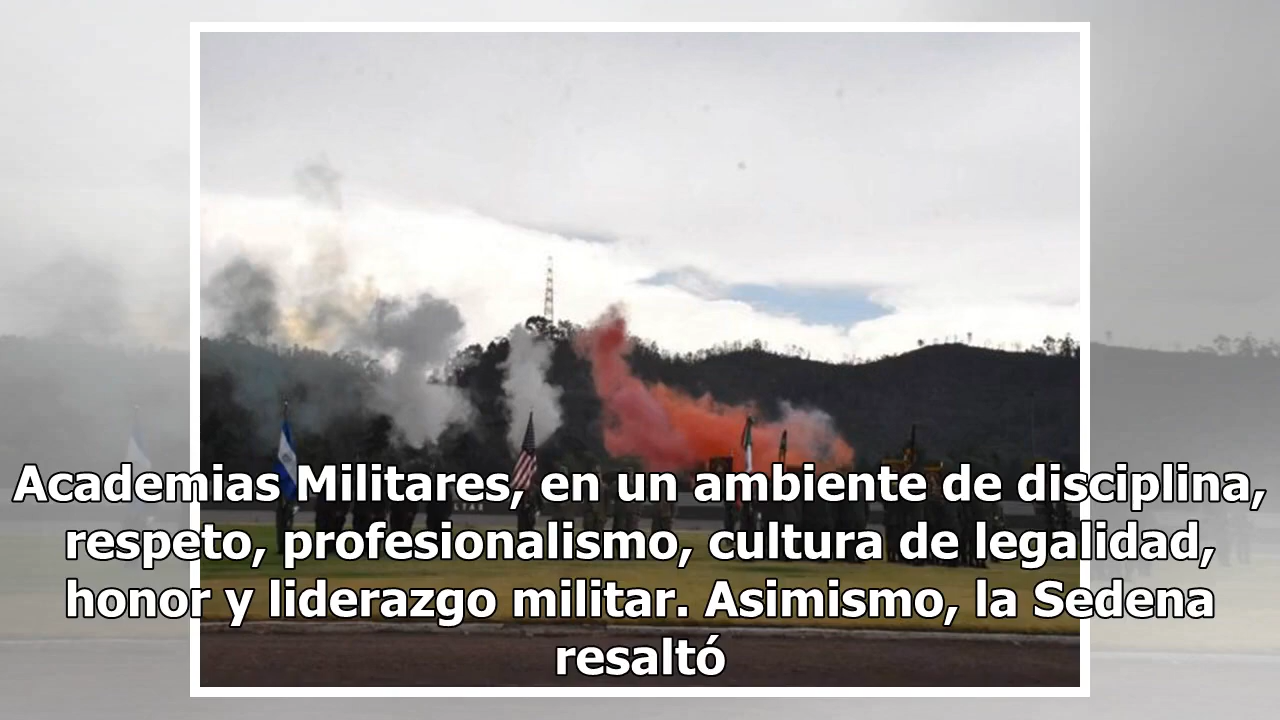 Academias Militares, en un ambiente de disciplina,
respeto, profesionalismo, cultura de legalidad,
honor y liderazgo militar. Asimismo, la Sedena
resaltó